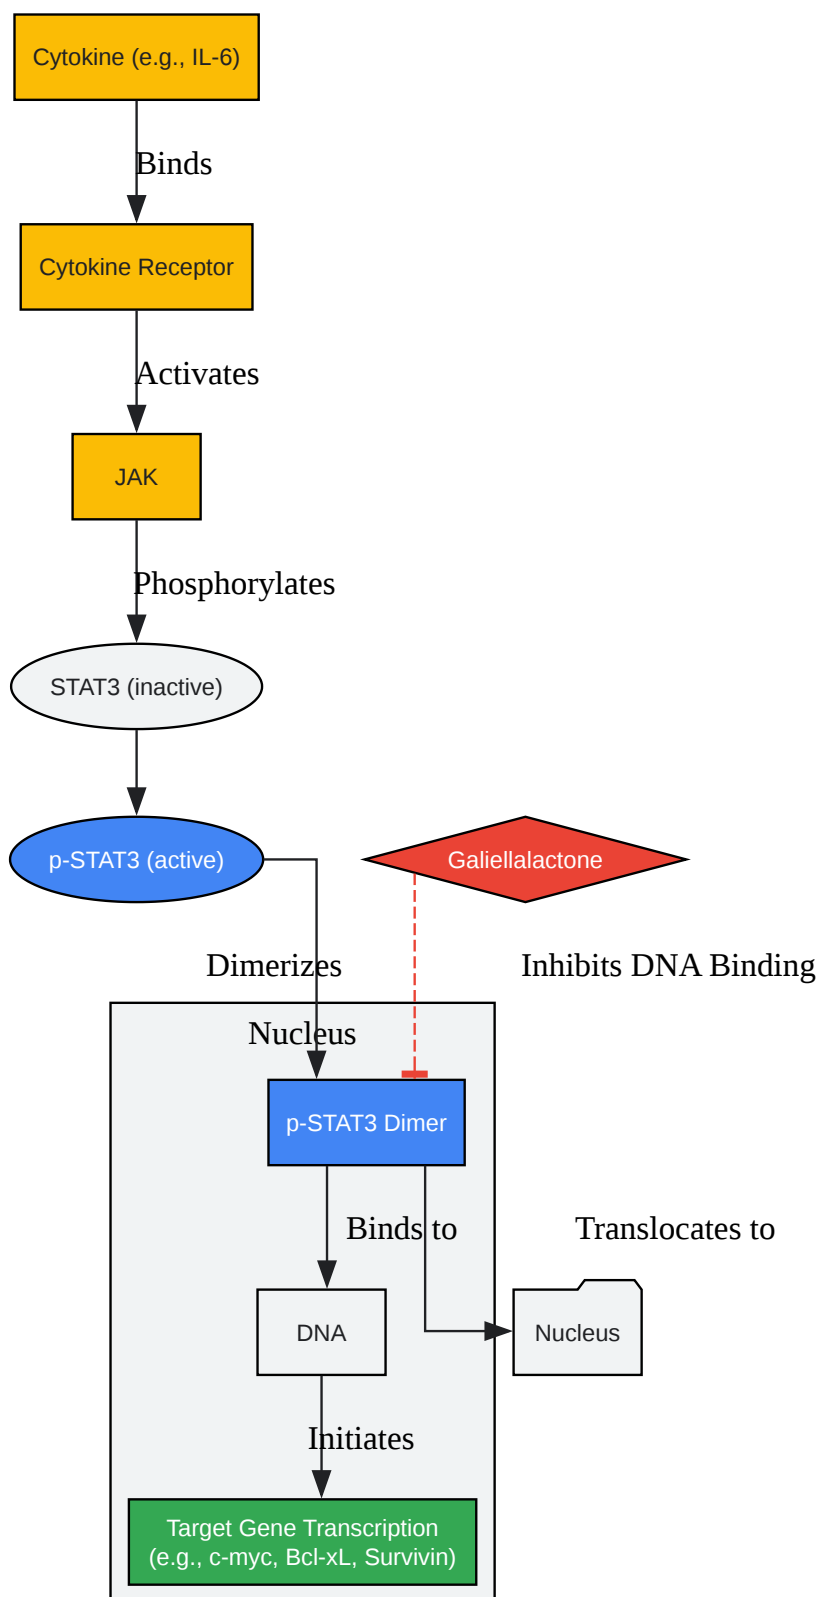 Cytokine (e.g., IL-6)
Binds
Cytokine Receptor
Activates
JAK
Phosphorylates
STAT3 (inactive)
p-STAT3 (active)
Galiellalactone
Dimerizes
Inhibits DNA Binding
Nucleus
p-STAT3 Dimer
Binds to
Translocates to
DNA
Nucleus
Initiates
Target Gene Transcription
(e.g., c-myc, Bcl-xL, Survivin)